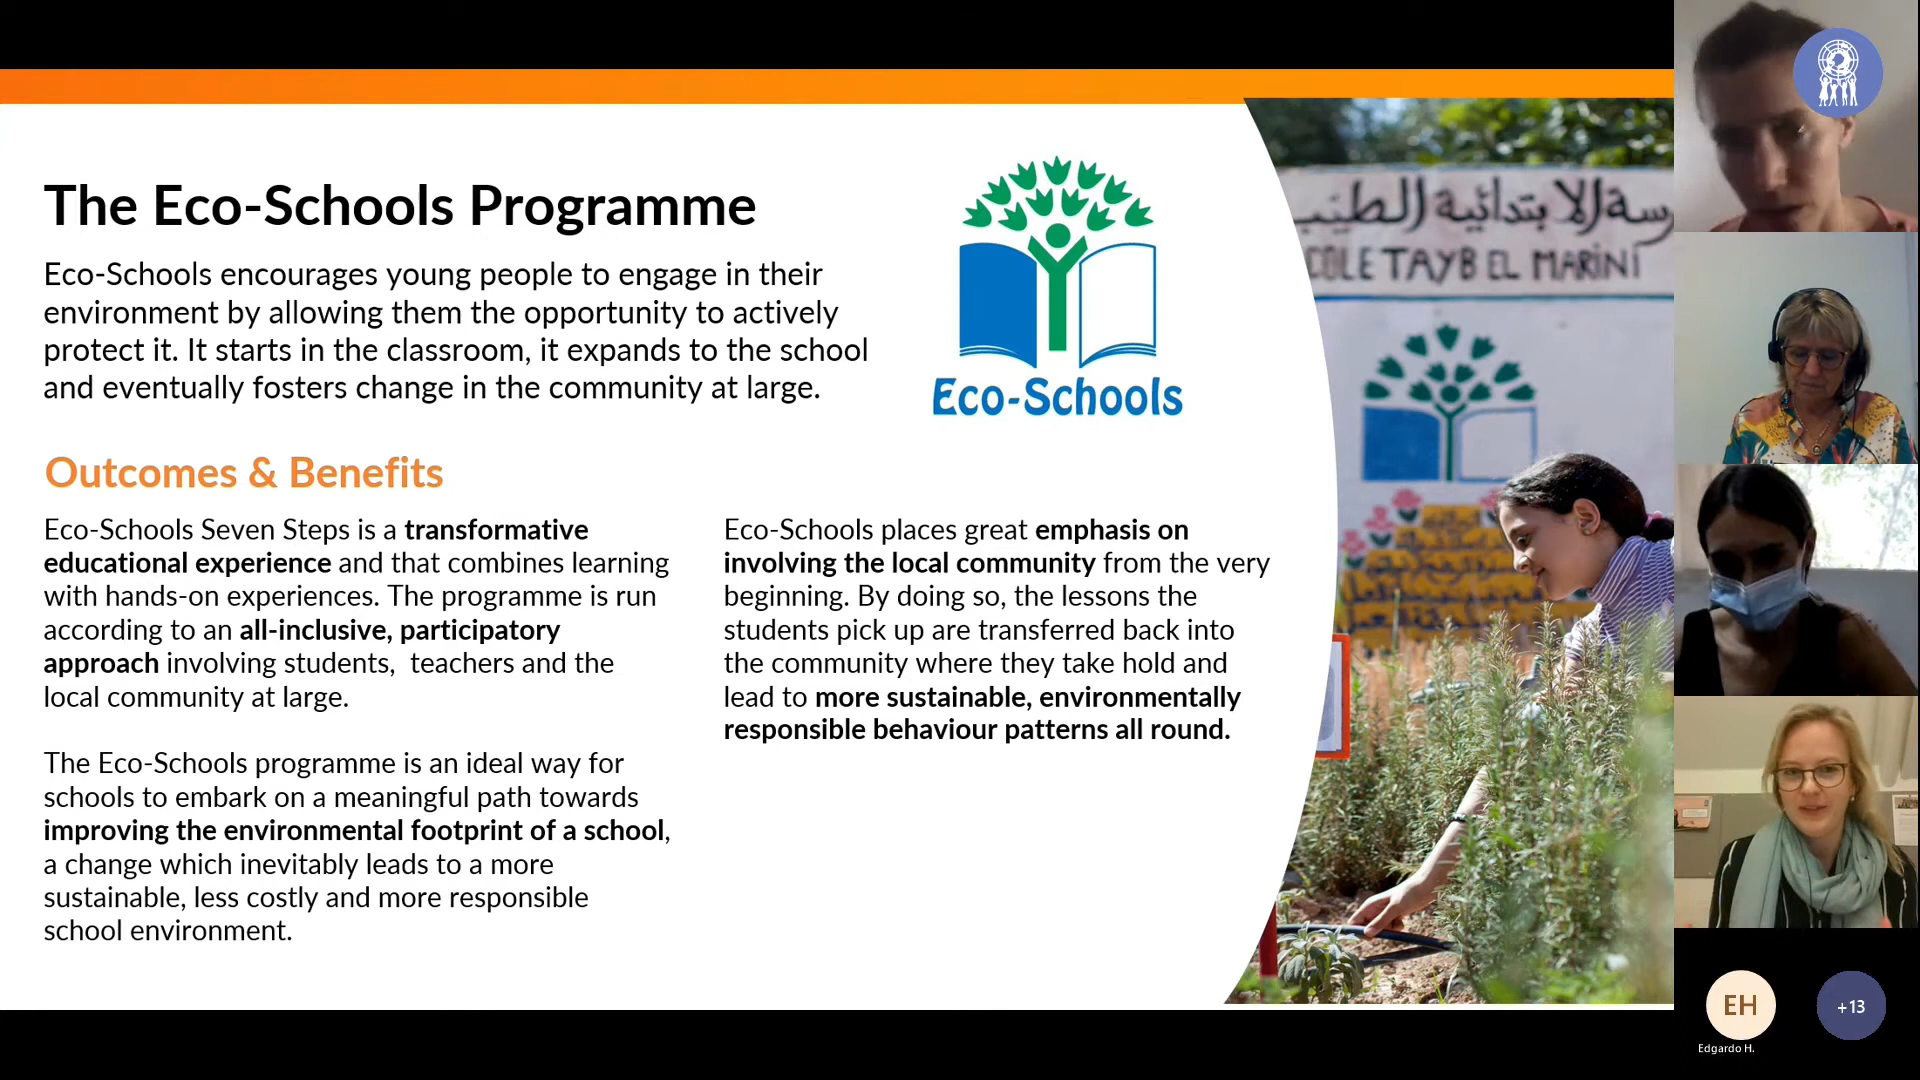 The Eco-Schools Programme
Eco-Schools encourages young people to engage in their
environment by allowing them the opportunity to actively
protect it. It starts in the classroom, it expands to the school
and eventually fosters change in the community at large.
Eco-Schools
Outcomes & Benefits
Eco-Schools Seven Steps is a transformative
educational experience and that combines learning
with hands-on experiences. The programme is run
according to an all-inclusive, participatory
approach involving students,  teachers and the
local community at large.
The Eco-Schools programme is an ideal way for
schools to embark on a meaningful path towards
improving the environmental footprint of a school,
a change which inevitably leads to a more
sustainable, less costly and more responsible
school environment.
Eco-Schools places great emphasis on
involving the local community from the very
beginning. By doing so, the lessons the
students pick up are transferred back into
the community where they take hold and
lead to more sustainable, environmentally
responsible behaviour patterns all round.
الابتدائية
COLE TAYB EL MARINI
EH
Edgardo H.
+13